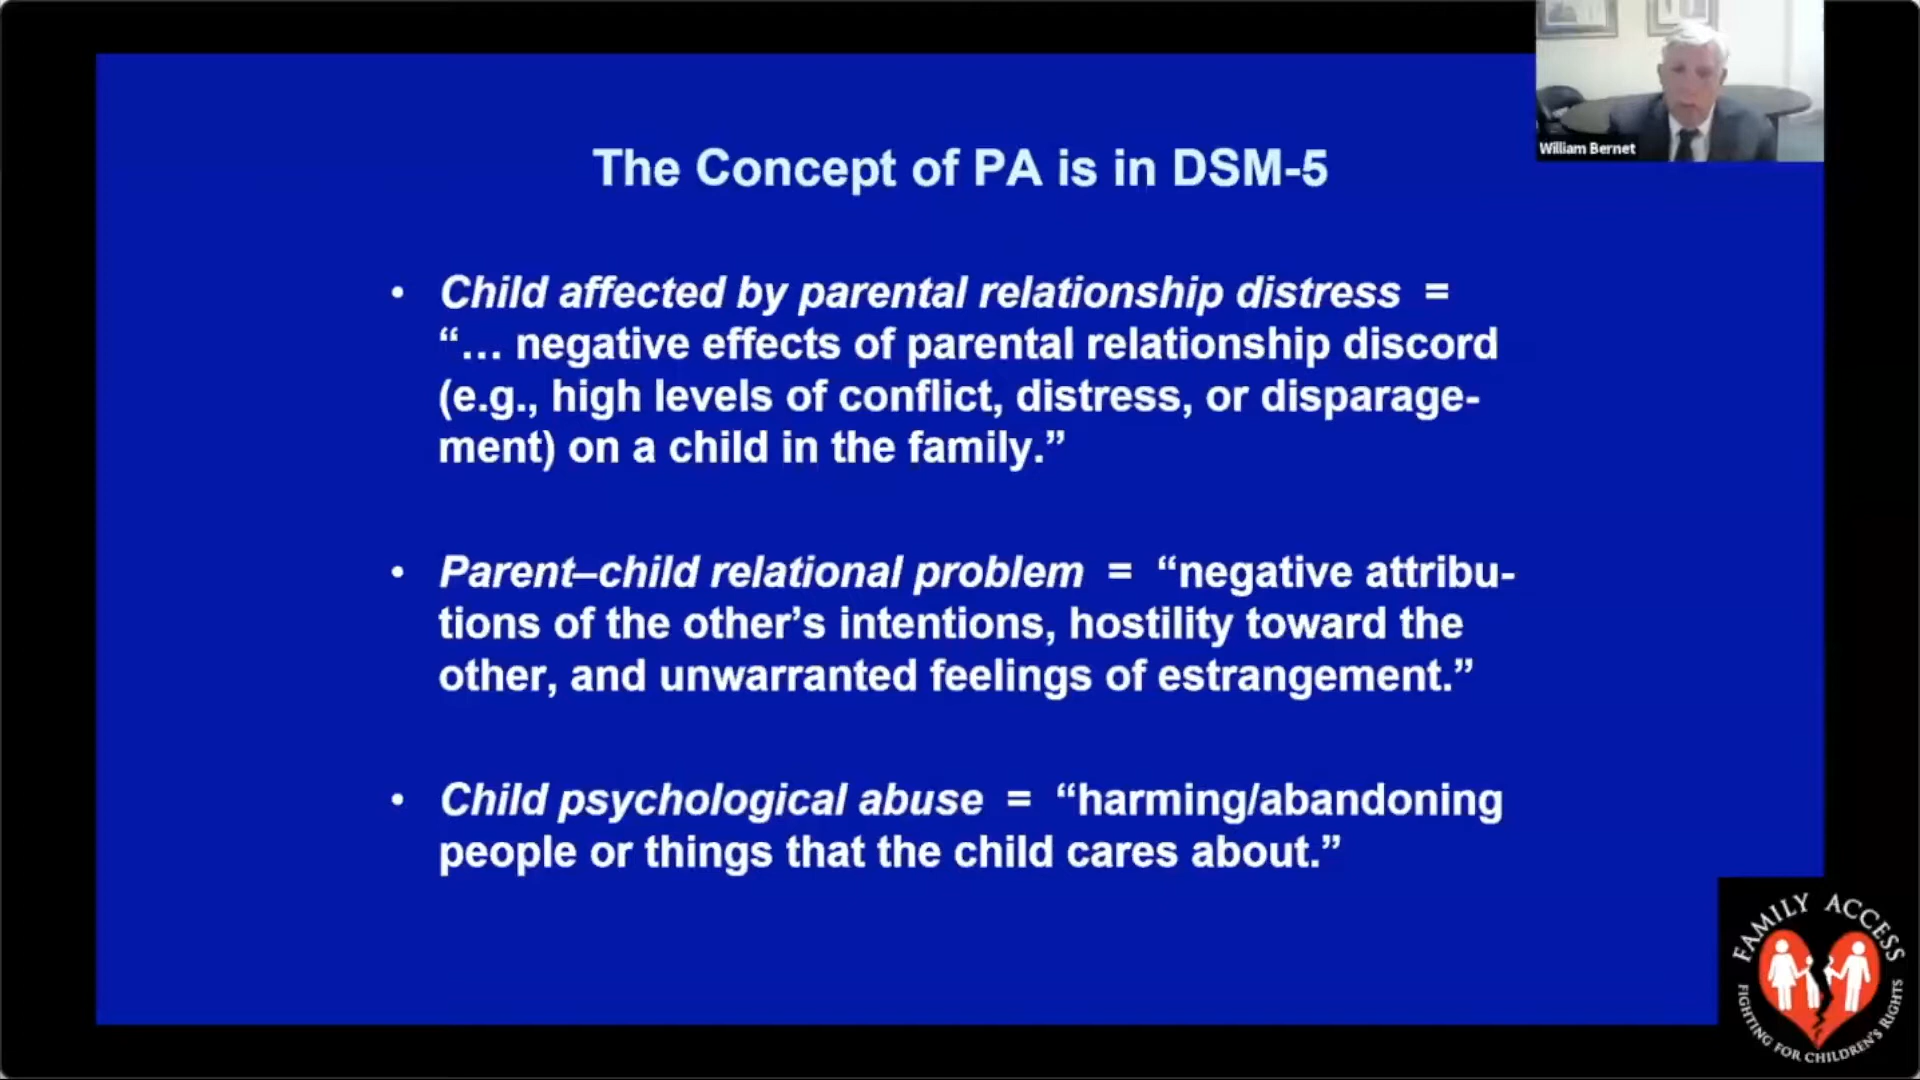 William Bernet
The Concept of PA is in DSM-5
• Child affected by parental relationship distress =
“… negative effects of parental relationship discord
(e.g., high levels of conflict, distress, or disparage-
ment) on a child in the family.”
• Parent–child relational problem = “negative attribu-
tions of the other’s intentions, hostility toward the
other, and unwarranted feelings of estrangement.”
• Child psychological abuse = “harming/abandoning
people or things that the child cares about.”
FAMILY ACCESS
FIGHTING FOR CHILDREN'S RIGHTS